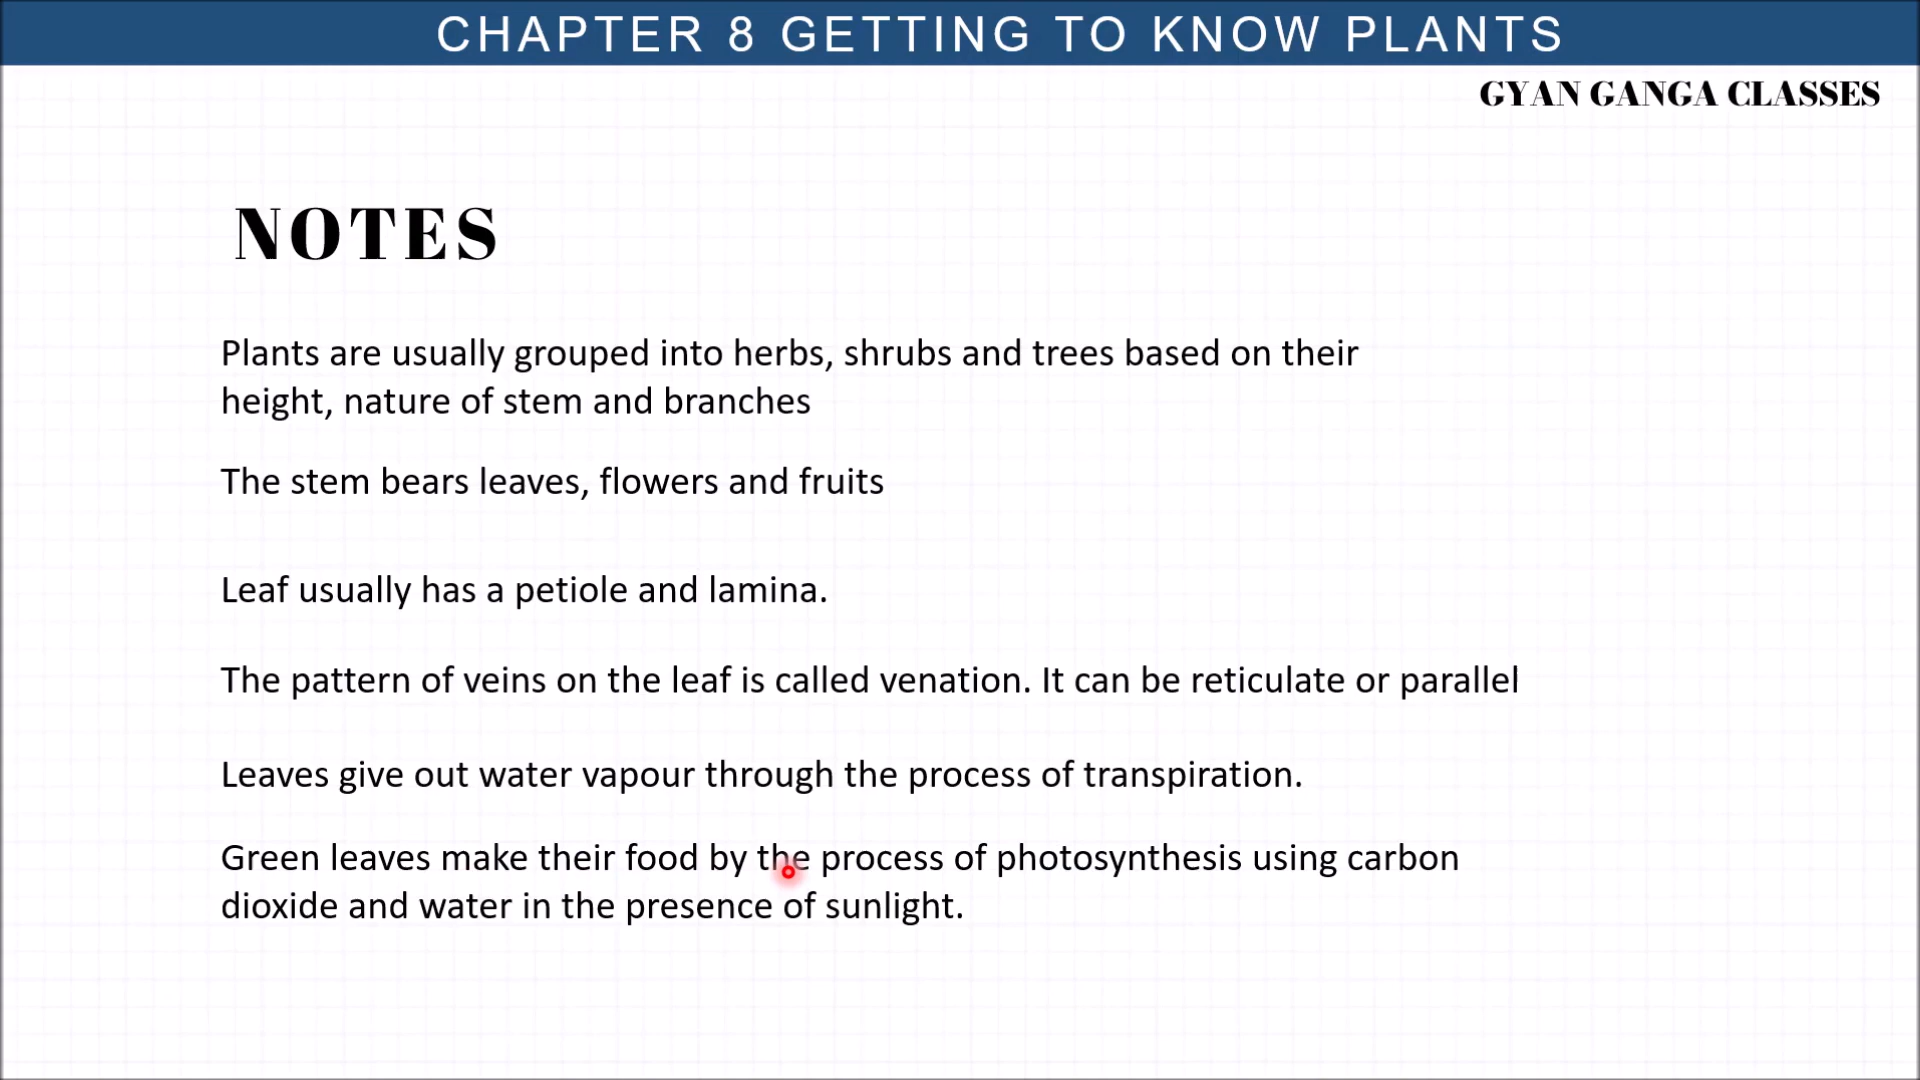 CHAPTER 8 GETTING TO KNOW PLANTS
GYAN GANGA CLASSES
NOTES
Plants are usually grouped into herbs, shrubs and trees based on their
height, nature of stem and branches
The stem bears leaves, flowers and fruits
Leaf usually has a petiole and lamina.
The pattern of veins on the leaf is called venation. It can be reticulate or parallel
Leaves give out water vapour through the process of transpiration.
Green leaves make their food by the process of photosynthesis using carbon
dioxide and water in the presence of sunlight.